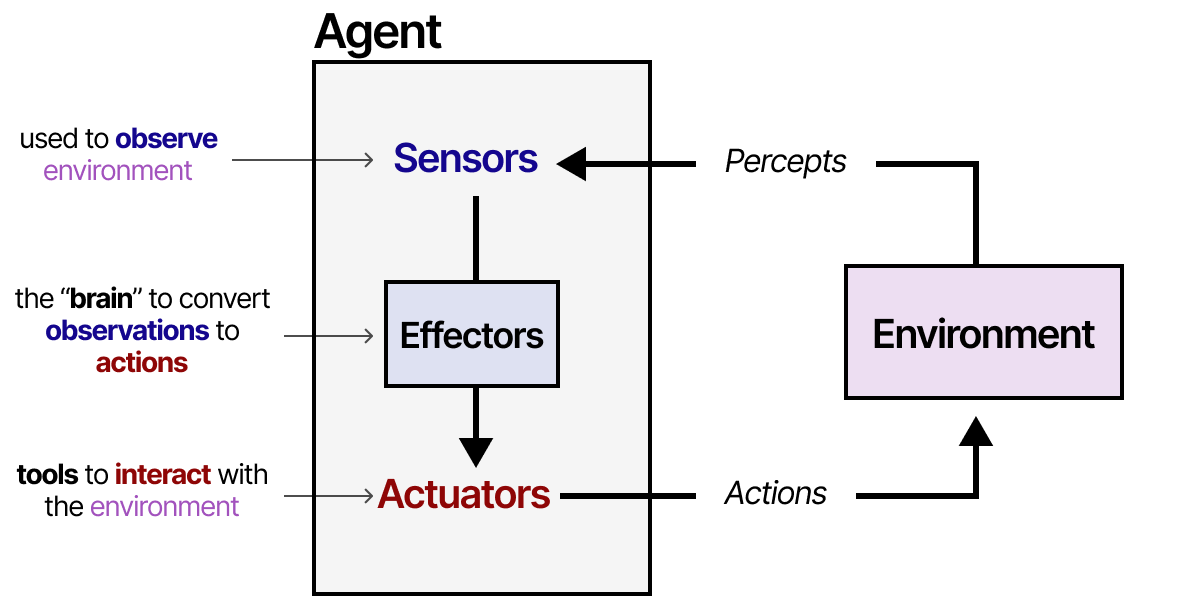 Agent
used to observe
environment
Sensors
Percepts
the “brain” to convert
observations to
actions
Effectors
Environment
tools to interact with
the environment
Actuators
Actions